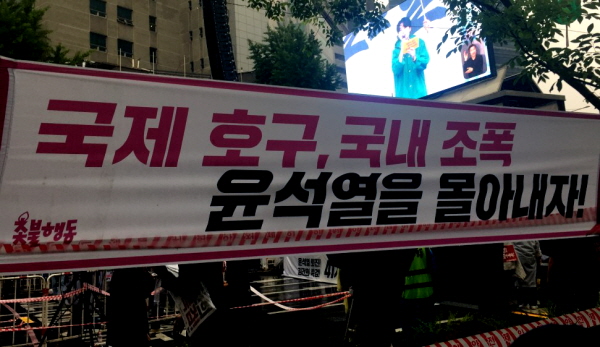 국제 호구, 국내 조폭
윤석열을 몰아내자!
촛불행동